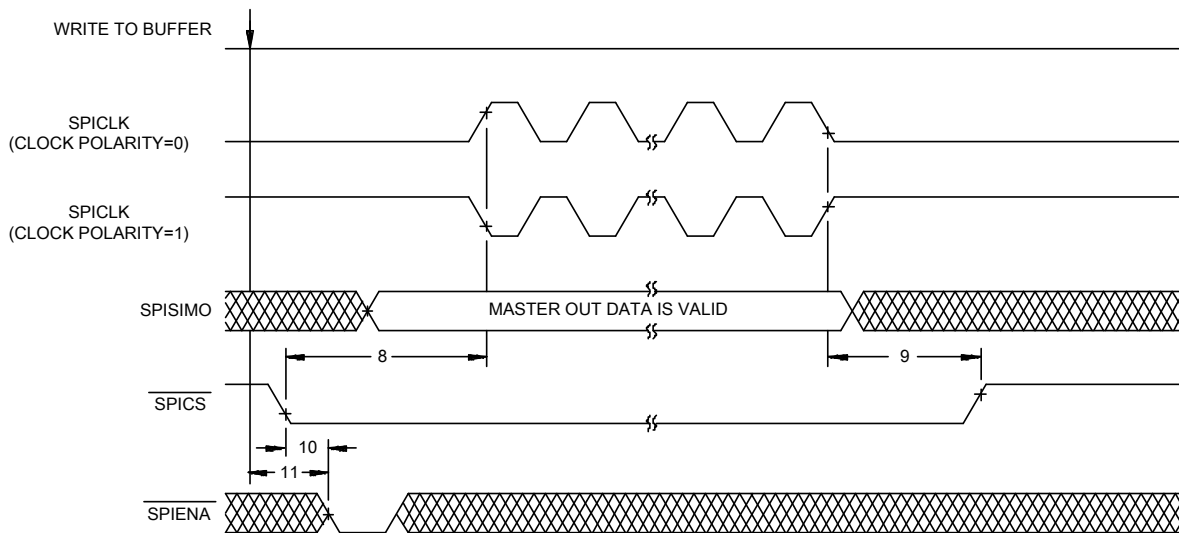 WRITE TO BUFFER
SPICLK
(CLOCK POLARITY=0)
SPICLK
(CLOCK POLARITY=1)
SPISIMO
MASTER OUT DATA IS VALID
8
9
SPICS
10
11
SPIENA